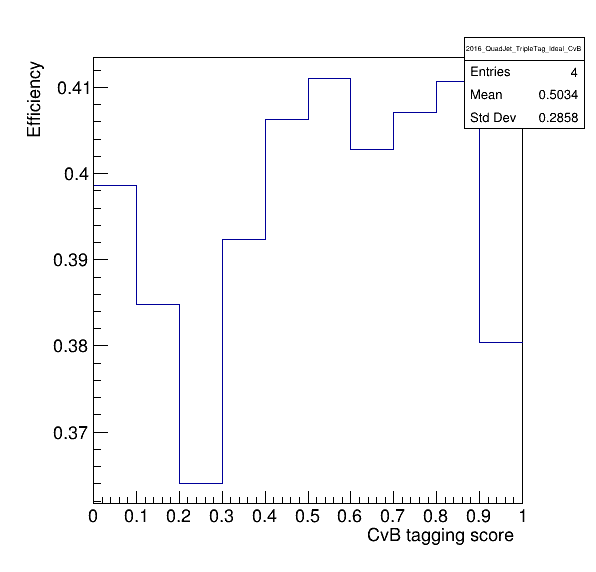 2016_QuadJet_TripleTag_Ideal_CvB
Entries 4
Mean 0.5034
Std Dev 0.2858
Efficiency
0.41
0.4
0.39
0.38
0.37
0 0.1 0.2 0.3 0.4 0.5 0.6 0.7 0.8 0.9 1
CvB tagging score